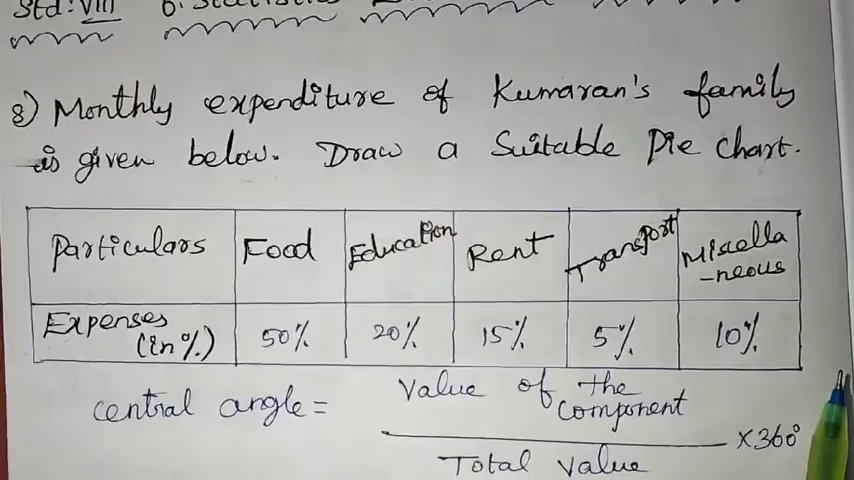 Std: VIII 6. Statistics
8) Monthly expenditure of Kumaran's family
is given below. Draw a Suitable Pie chart.
Particulars Food Education Rent Transport Miscella
-neous
Expenses
(in %) 50% 20% 15% 5% 10%
central angle = Value of the
component
Total value ×360°